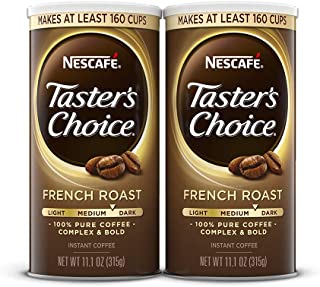 MAKES AT LEAST 160 CUPS
NESCAFÉ
Taster's
Choice
FRENCH ROAST
LIGHT MEDIUM DARK
100% PURE COFFEE
COMPLEX & BOLD
INSTANT COFFEE
NET WT 11.1 OZ (315g)
MAKES AT LEAST 160 CUPS
NESCAFÉ
Taster's
Choice
FRENCH ROAST
LIGHT MEDIUM DARK
100% PURE COFFEE
COMPLEX & BOLD
INSTANT COFFEE
NET WT 11.1 OZ (315g)